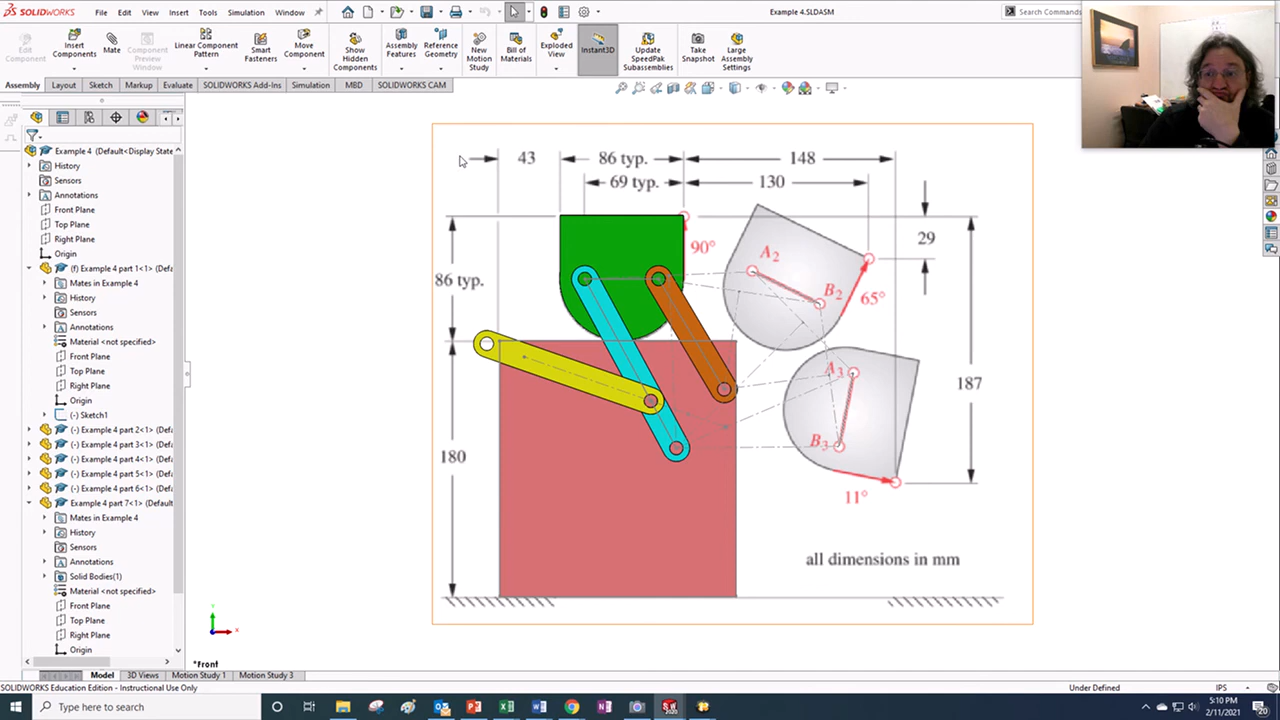 SOLIDWORKS File Edit View Insert Tools Simulation Window
Example 4.SLDASM
Search Commands
Edit Component
Insert Components
Mate
Component Preview Window
Linear Component Pattern
Smart Fasteners
Move Component
Show Hidden Components
Assembly Features
Reference Geometry
New Motion Study
Bill of Materials
Exploded View
Instant3D
Update SpeedPak Subassemblies
Take Snapshot
Large Assembly Settings
Assembly Layout Sketch Markup Evaluate SOLIDWORKS Add-Ins Simulation MBD SOLIDWORKS CAM
Example 4 (Default<Display State
History
Sensors
Annotations
Front Plane
Top Plane
Right Plane
Origin
(f) Example 4 part 1<1> (Def
Mates in Example 4
History
Sensors
Annotations
Material <not specified>
Front Plane
Top Plane
Right Plane
Origin
(-) Sketch1
(-) Example 4 part 2<1> (Def
(-) Example 4 part 3<1> (Def
(-) Example 4 part 4<1> (Def
(-) Example 4 part 5<1> (Def
(-) Example 4 part 6<1> (Def
Example 4 part 7<1> (Default
Mates in Example 4
History
Sensors
Annotations
Solid Bodies(1)
Material <not specified>
Front Plane
Top Plane
Right Plane
Origin
43 86 typ. 148
69 typ. 130
29
90°
A2
B2
65°
86 typ.
A3
187
B3
180
11°
all dimensions in mm
*Front
Model 3D Views Motion Study 1 Motion Study 3
SOLIDWORKS Education Edition - Instructional Use Only
Under Defined
IPS
Type here to search
5:10 PM
2/11/2021
20